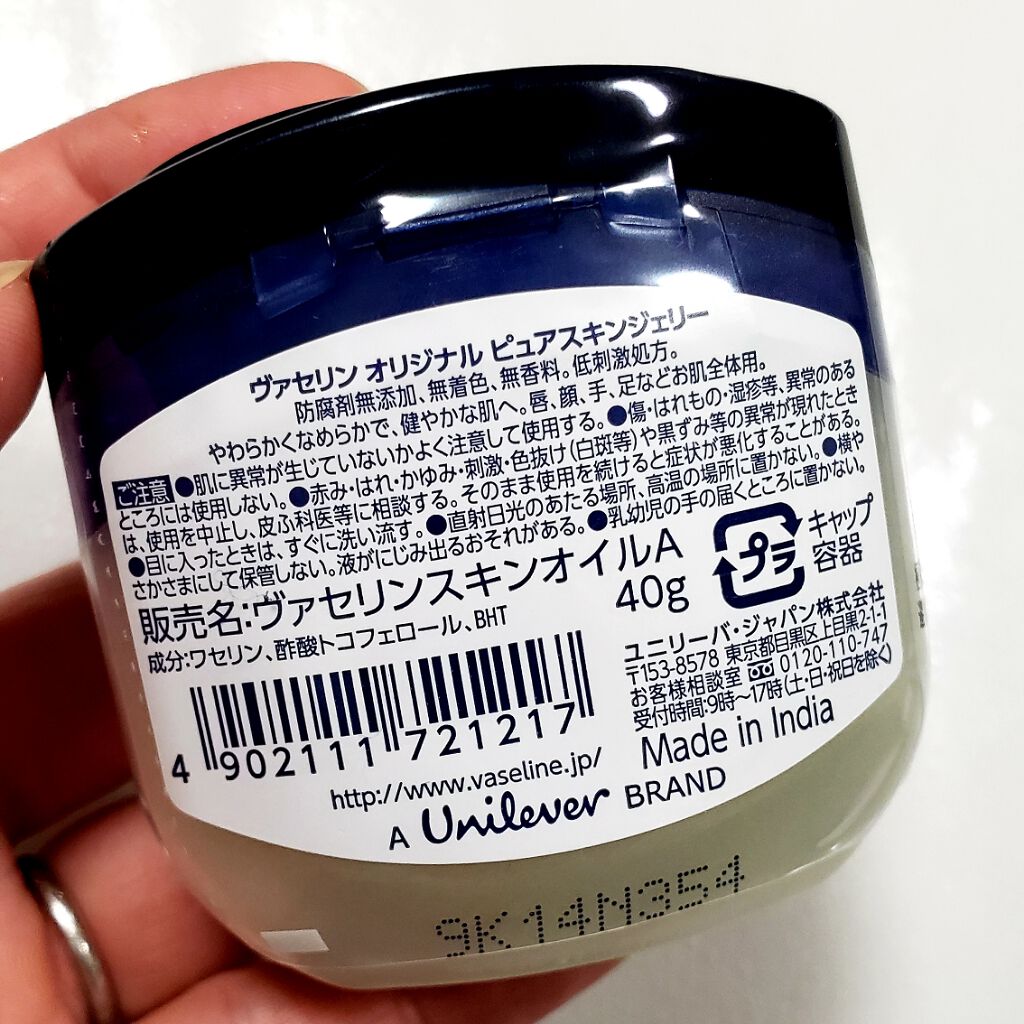 ヴァセリン オリジナル ピュアスキンジェリー
防腐剤無添加、無着色、無香料。低刺激処方。
やわらかくなめらかで、健やかな肌へ。唇、顔、手、足などお肌全体用。
ご注意 ●肌に異常が生じていないかよく注意して使用する。●傷・はれもの・湿疹等、異常のある
ところには使用しない。●赤み・はれ・かゆみ・刺激・色抜け(白斑等)や黒ずみ等の異常が現れたとき
は、使用を中止し、皮ふ科医等に相談する。そのまま使用を続けると症状が悪化することがある。
●目に入ったときは、すぐに洗い流す。●直射日光のあたる場所、高温の場所に置かない。●横や
さかさまにして保管しない。液がにじみ出るおそれがある。●乳幼児の手の届くところに置かない。
販売名:ヴァセリンスキンオイルA
40g
プラ
キャップ
容器
成分:ワセリン、酢酸トコフェロール、BHT
ユニリーバ・ジャパン株式会社
〒153-8578 東京都目黒区上目黒2-1-1
お客様相談室 0120-110-747
受付時間:9時〜17時(土・日・祝日を除く)
Made in India
4 902111 721217
http://www.vaseline.jp/
A Unilever BRAND
9K14N354